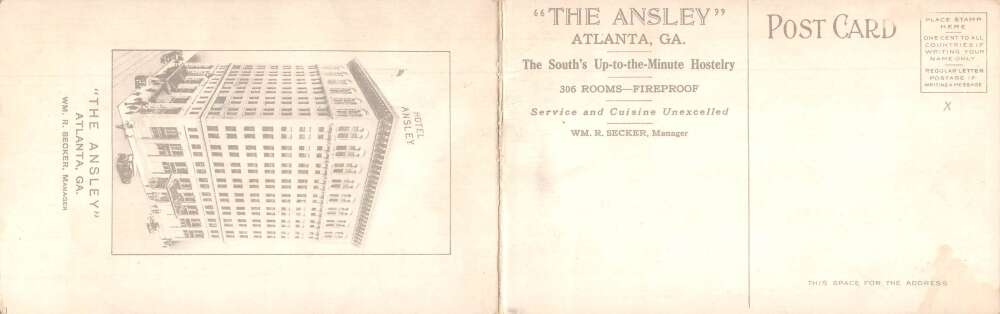 HOTEL
ANSLEY
"THE ANSLEY"
ATLANTA, GA.
WM. R. SECKER, MANAGER
"THE ANSLEY"
ATLANTA, GA.
The South's Up-to-the-Minute Hostelry
306 ROOMS—FIREPROOF
Service and Cuisine Unexcelled
WM. R. SECKER, Manager
POST CARD
PLACE STAMP
HERE
ONE CENT TO ALL
COUNTRIES IF
WRITING YOUR
NAME ONLY
REGULAR LETTER
POSTAGE IF
WRITING A MESSAGE
X
THIS SPACE FOR THE ADDRESS